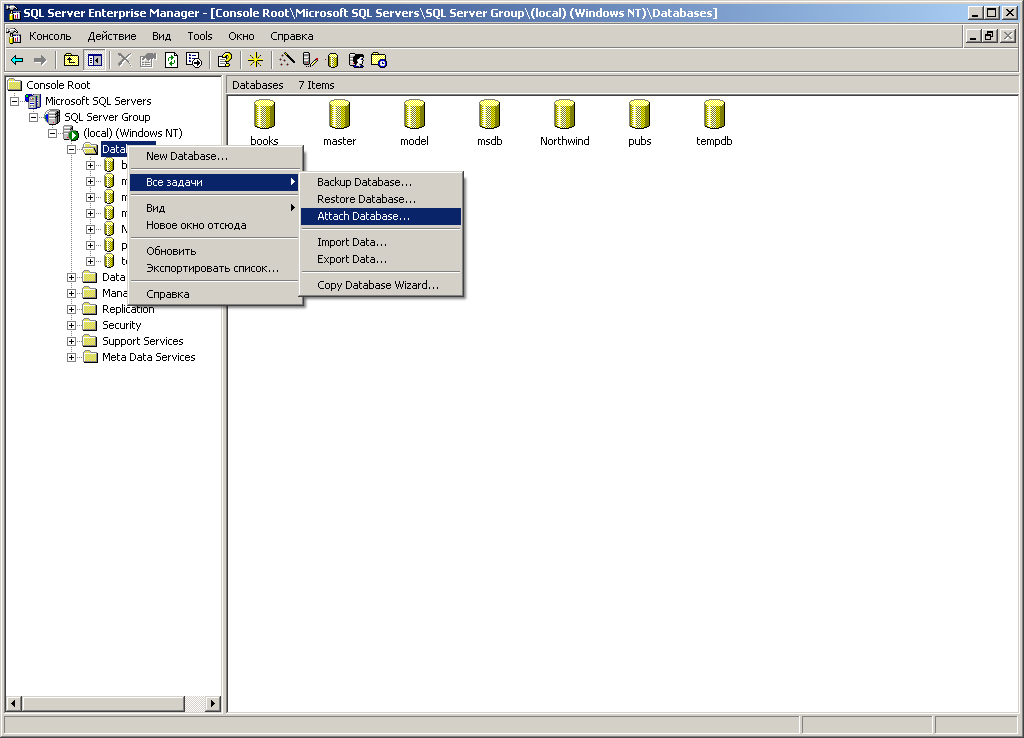 SQL Server Enterprise Manager - [Console Root\Microsoft SQL Servers\SQL Server Group\(local) (Windows NT)\Databases]
Консоль Действие Вид Tools Окно Справка
Console Root
Microsoft SQL Servers
SQL Server Group
(local) (Windows NT)
Data
b
m
m
m
N
p
t
Data
Mana
Replication
Security
Support Services
Meta Data Services
Databases 7 Items
books master model msdb Northwind pubs tempdb
New Database...
Все задачи
Вид
Новое окно отсюда
Обновить
Экспортировать список...
Справка
Backup Database...
Restore Database...
Attach Database...
Import Data...
Export Data...
Copy Database Wizard...